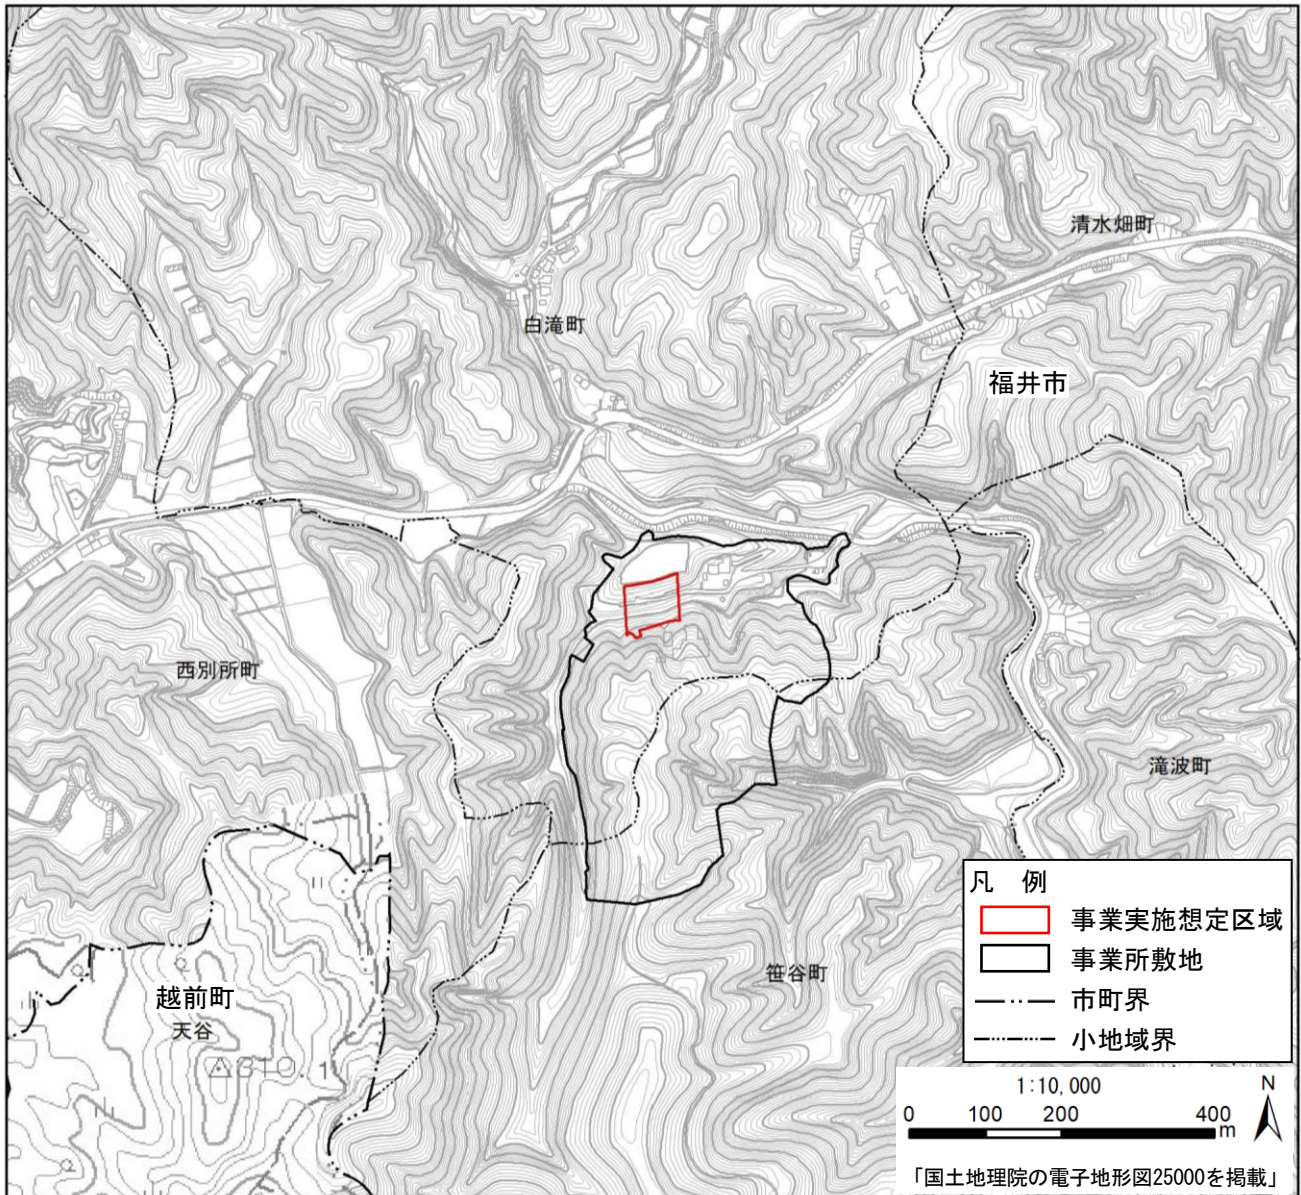 清水畑町
白滝町
福井市
西別所町
滝波町
笹谷町
越前町
天谷
凡 例
事業実施想定区域
事業所敷地
市町界
小地域界
1:10,000
0 100 200 400
m
N
「国土地理院の電子地形図25000を掲載」